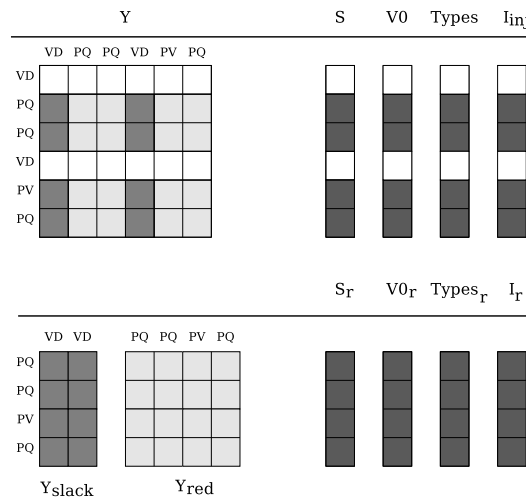 Y S V0 Types I_inj
VD PQ PQ VD PV PQ
VD
PQ
PQ
VD
PV
PQ
S_r V0_r Types_r I_r
VD VD PQ PQ PV PQ
PQ
PQ
PV
PQ
Y_slack Y_red